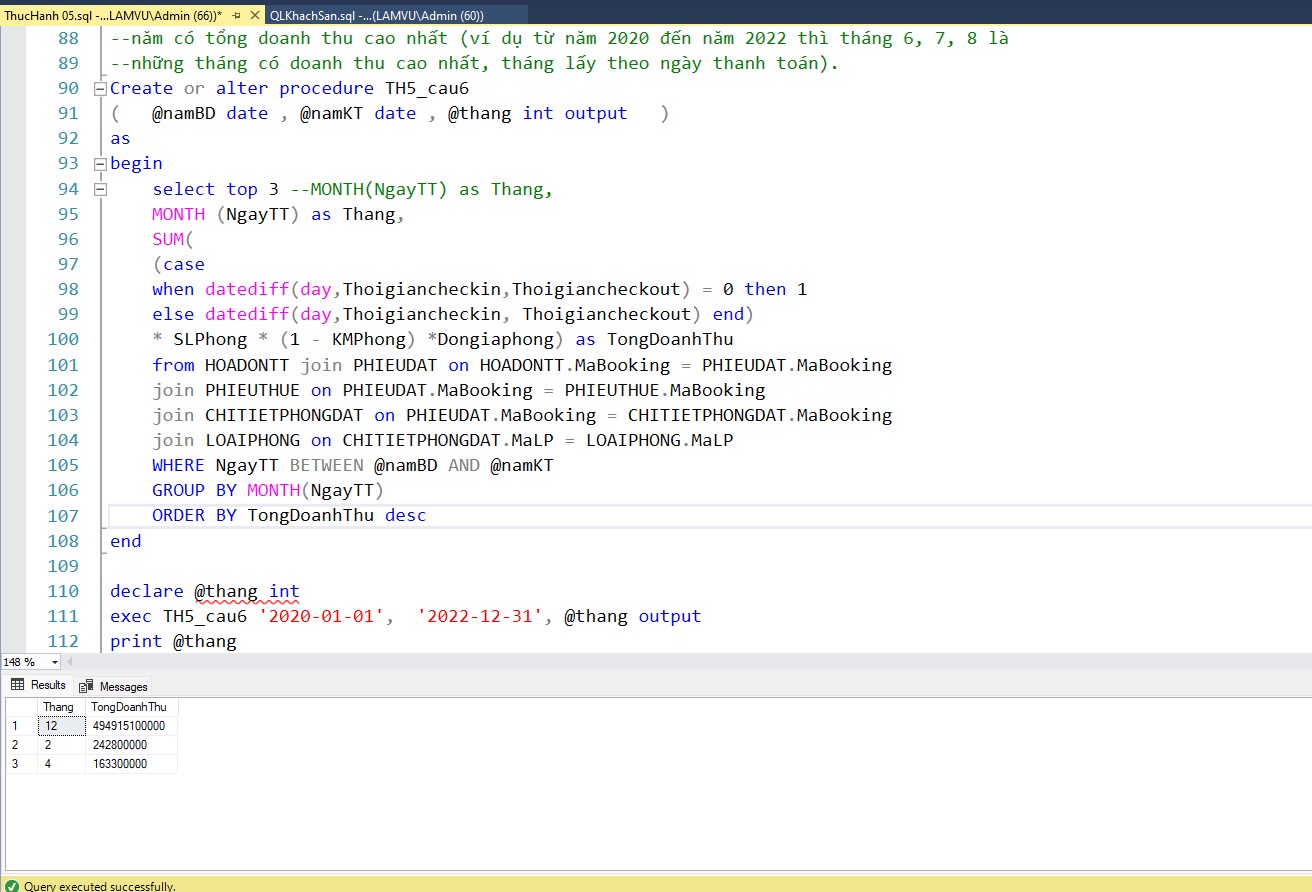 ThucHanh 05.sql -...LAMVU\Admin (66))*
QLKhachSan.sql -...(LAMVU\Admin (60))
88 --năm có tổng doanh thu cao nhất (ví dụ từ năm 2020 đến năm 2022 thì tháng 6, 7, 8 là
89 --những tháng có doanh thu cao nhất, tháng lấy theo ngày thanh toán).
90 Create or alter procedure TH5_cau6
91 ( @namBD date , @namKT date , @thang int output )
92 as
93 begin
94 select top 3 --MONTH(NgayTT) as Thang,
95 MONTH (NgayTT) as Thang,
96 SUM(
97 (case
98 when datediff(day,Thoigiancheckin,Thoigiancheckout) = 0 then 1
99 else datediff(day,Thoigiancheckin, Thoigiancheckout) end)
100 * SLPhong * (1 - KMPhong) *Dongiaphong) as TongDoanhThu
101 from HOADONTT join PHIEUDAT on HOADONTT.MaBooking = PHIEUDAT.MaBooking
102 join PHIEUTHUE on PHIEUDAT.MaBooking = PHIEUTHUE.MaBooking
103 join CHITIETPHONGDAT on PHIEUDAT.MaBooking = CHITIETPHONGDAT.MaBooking
104 join LOAIPHONG on CHITIETPHONGDAT.MaLP = LOAIPHONG.MaLP
105 WHERE NgayTT BETWEEN @namBD AND @namKT
106 GROUP BY MONTH(NgayTT)
107 ORDER BY TongDoanhThu desc
108 end
109
110 declare @thang int
111 exec TH5_cau6 '2020-01-01', '2022-12-31', @thang output
112 print @thang
148 %
Results Messages
Thang TongDoanhThu
1 12 494915100000
2 2 242800000
3 4 163300000
Query executed successfully.